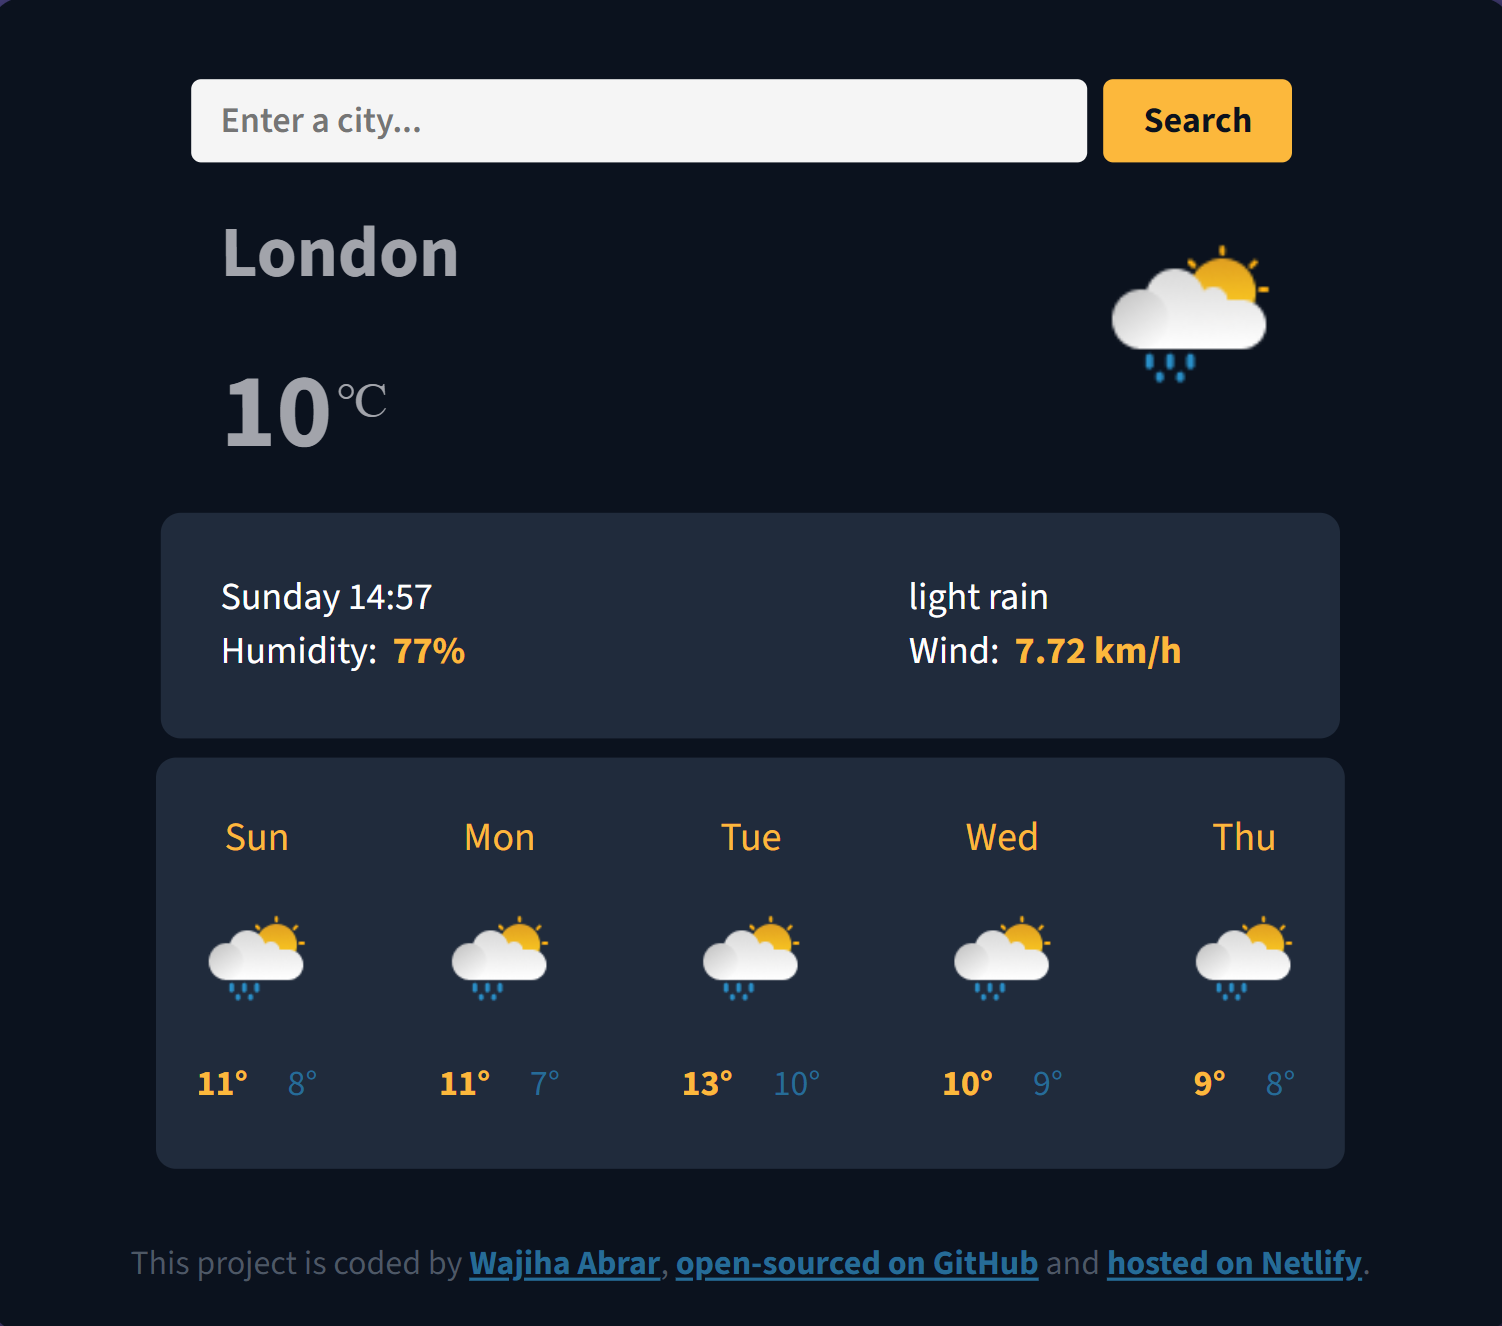 Enter a city...
Search
London
10℃
Sunday 14:57
light rain
Humidity: 77%
Wind: 7.72 km/h
Sun Mon Tue Wed Thu
11° 8° 11° 7° 13° 10° 10° 9° 9° 8°
This project is coded by Wajiha Abrar, open-sourced on GitHub and hosted on Netlify.